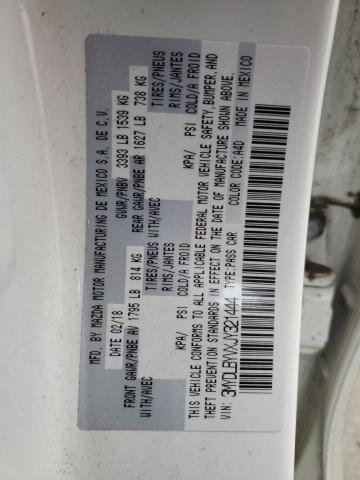 MFD. BY MAZDA MOTOR MANUFACTURING DE MEXICO S.A. DE C.V.
DATE 02/18 GVWR/PNBV 3393 LB 1539 KG
FRONT GAWR/PNBE AV 1795 LB 814 KG REAR GAWR/PNBE AR 1627 LB 738 KG
WITH/AVEC TIRES/PNEUS WITH/AVEC TIRES/PNEUS
RIMS/JANTES RIMS/JANTES
KPA/ PSI COLD/A FROID KPA/ PSI COLD/A FROID
THIS VEHICLE CONFORMS TO ALL APPLICABLE FEDERAL MOTOR VEHICLE SAFETY, BUMPER, AND
THEFT PREVENTION STANDARDS IN EFFECT ON THE DATE OF MANUFACTURE SHOWN ABOVE.
VIN: 3MYDLBYVXJY321444 TYPE: PASS CAR COLOR CODE: A4D MADE IN MEXICO